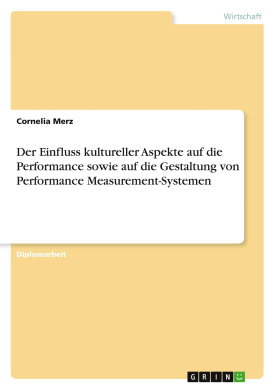 Wirtschaft
Cornelia Merz
Der Einfluss kultureller Aspekte auf die
Performance sowie auf die Gestaltung von
Performance Measurement-Systemen
Diplomarbeit
GRIN